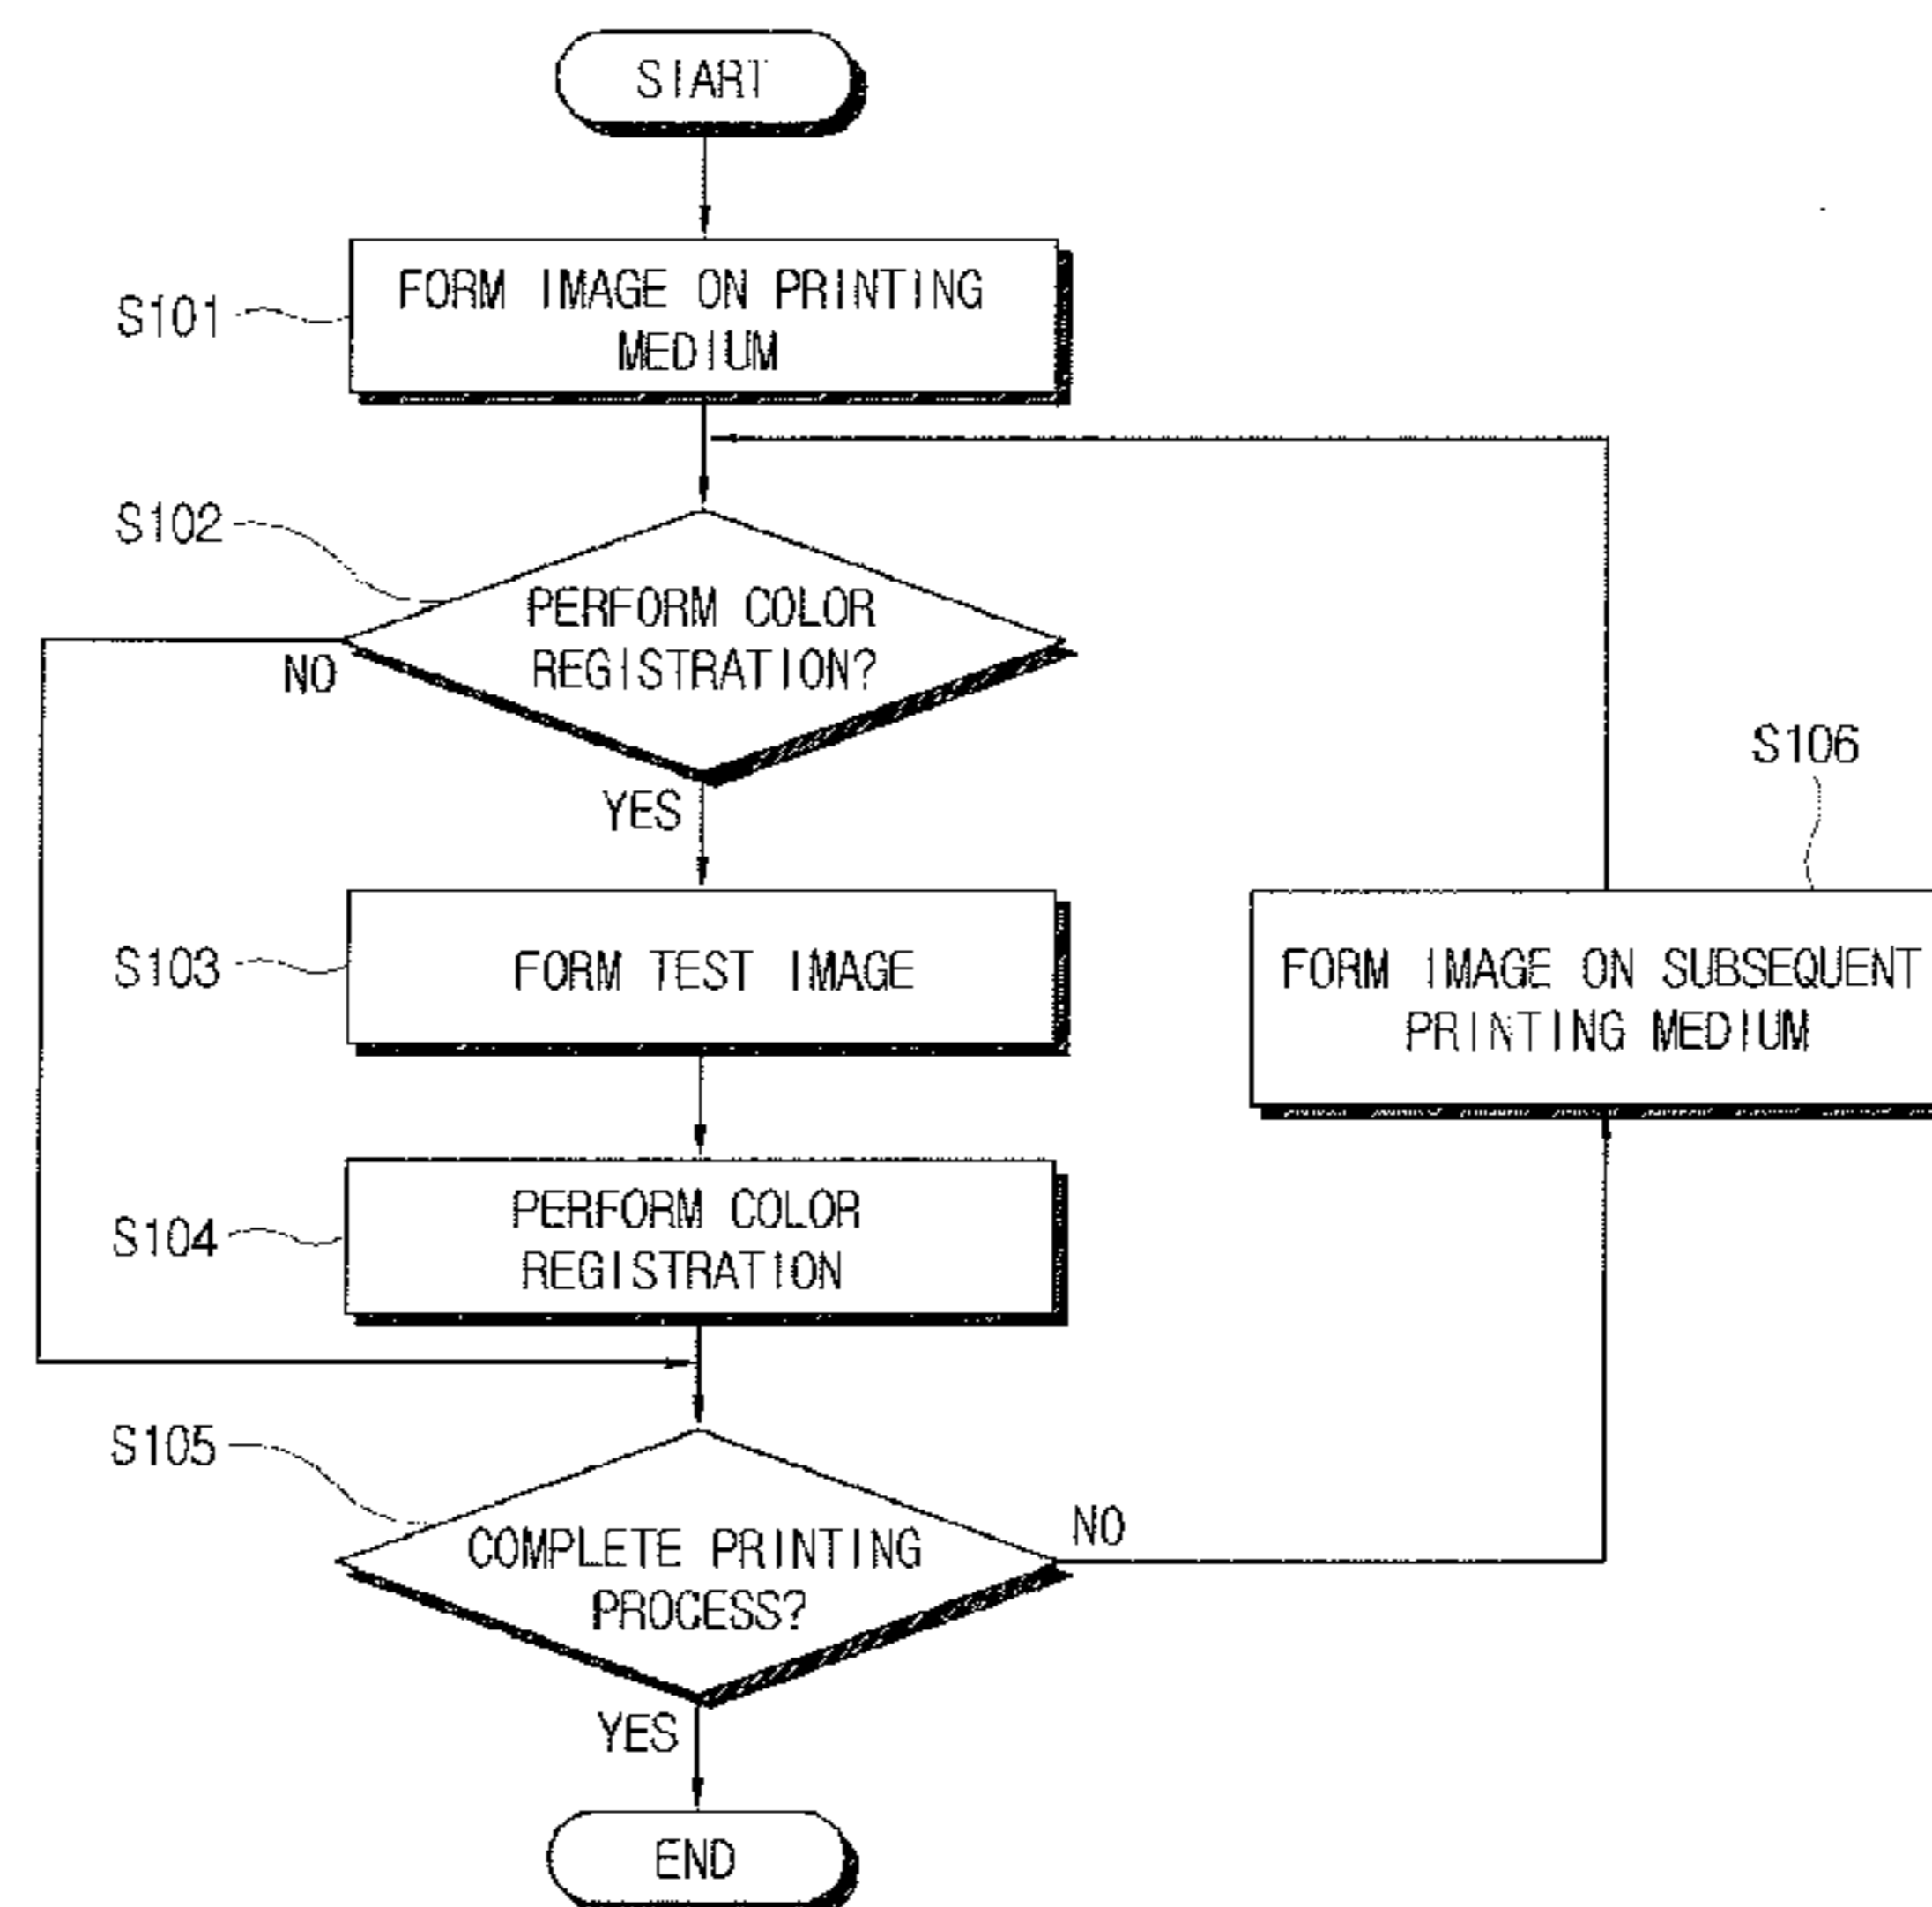 START
S101
FORM IMAGE ON PRINTING
MEDIUM
S102
PERFORM COLOR
REGISTRATION?
NO
YES
S103
FORM TEST IMAGE
S104
PERFORM COLOR
REGISTRATION
S105
COMPLETE PRINTING
PROCESS?
NO
YES
S106
FORM IMAGE ON SUBSEQUENT
PRINTING MEDIUM
END